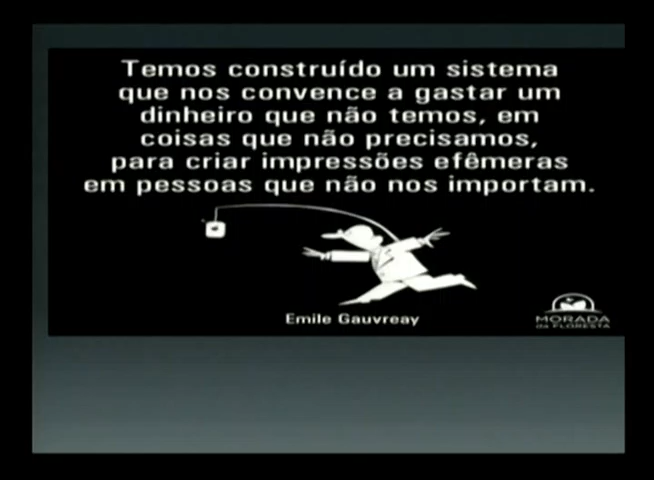 Temos construído um sistema
que nos convence a gastar um
dinheiro que não temos, em
coisas que não precisamos,
para criar impressões efêmeras
em pessoas que não nos importam.
Emile Gauvreay
MORADA
da FLORESTA